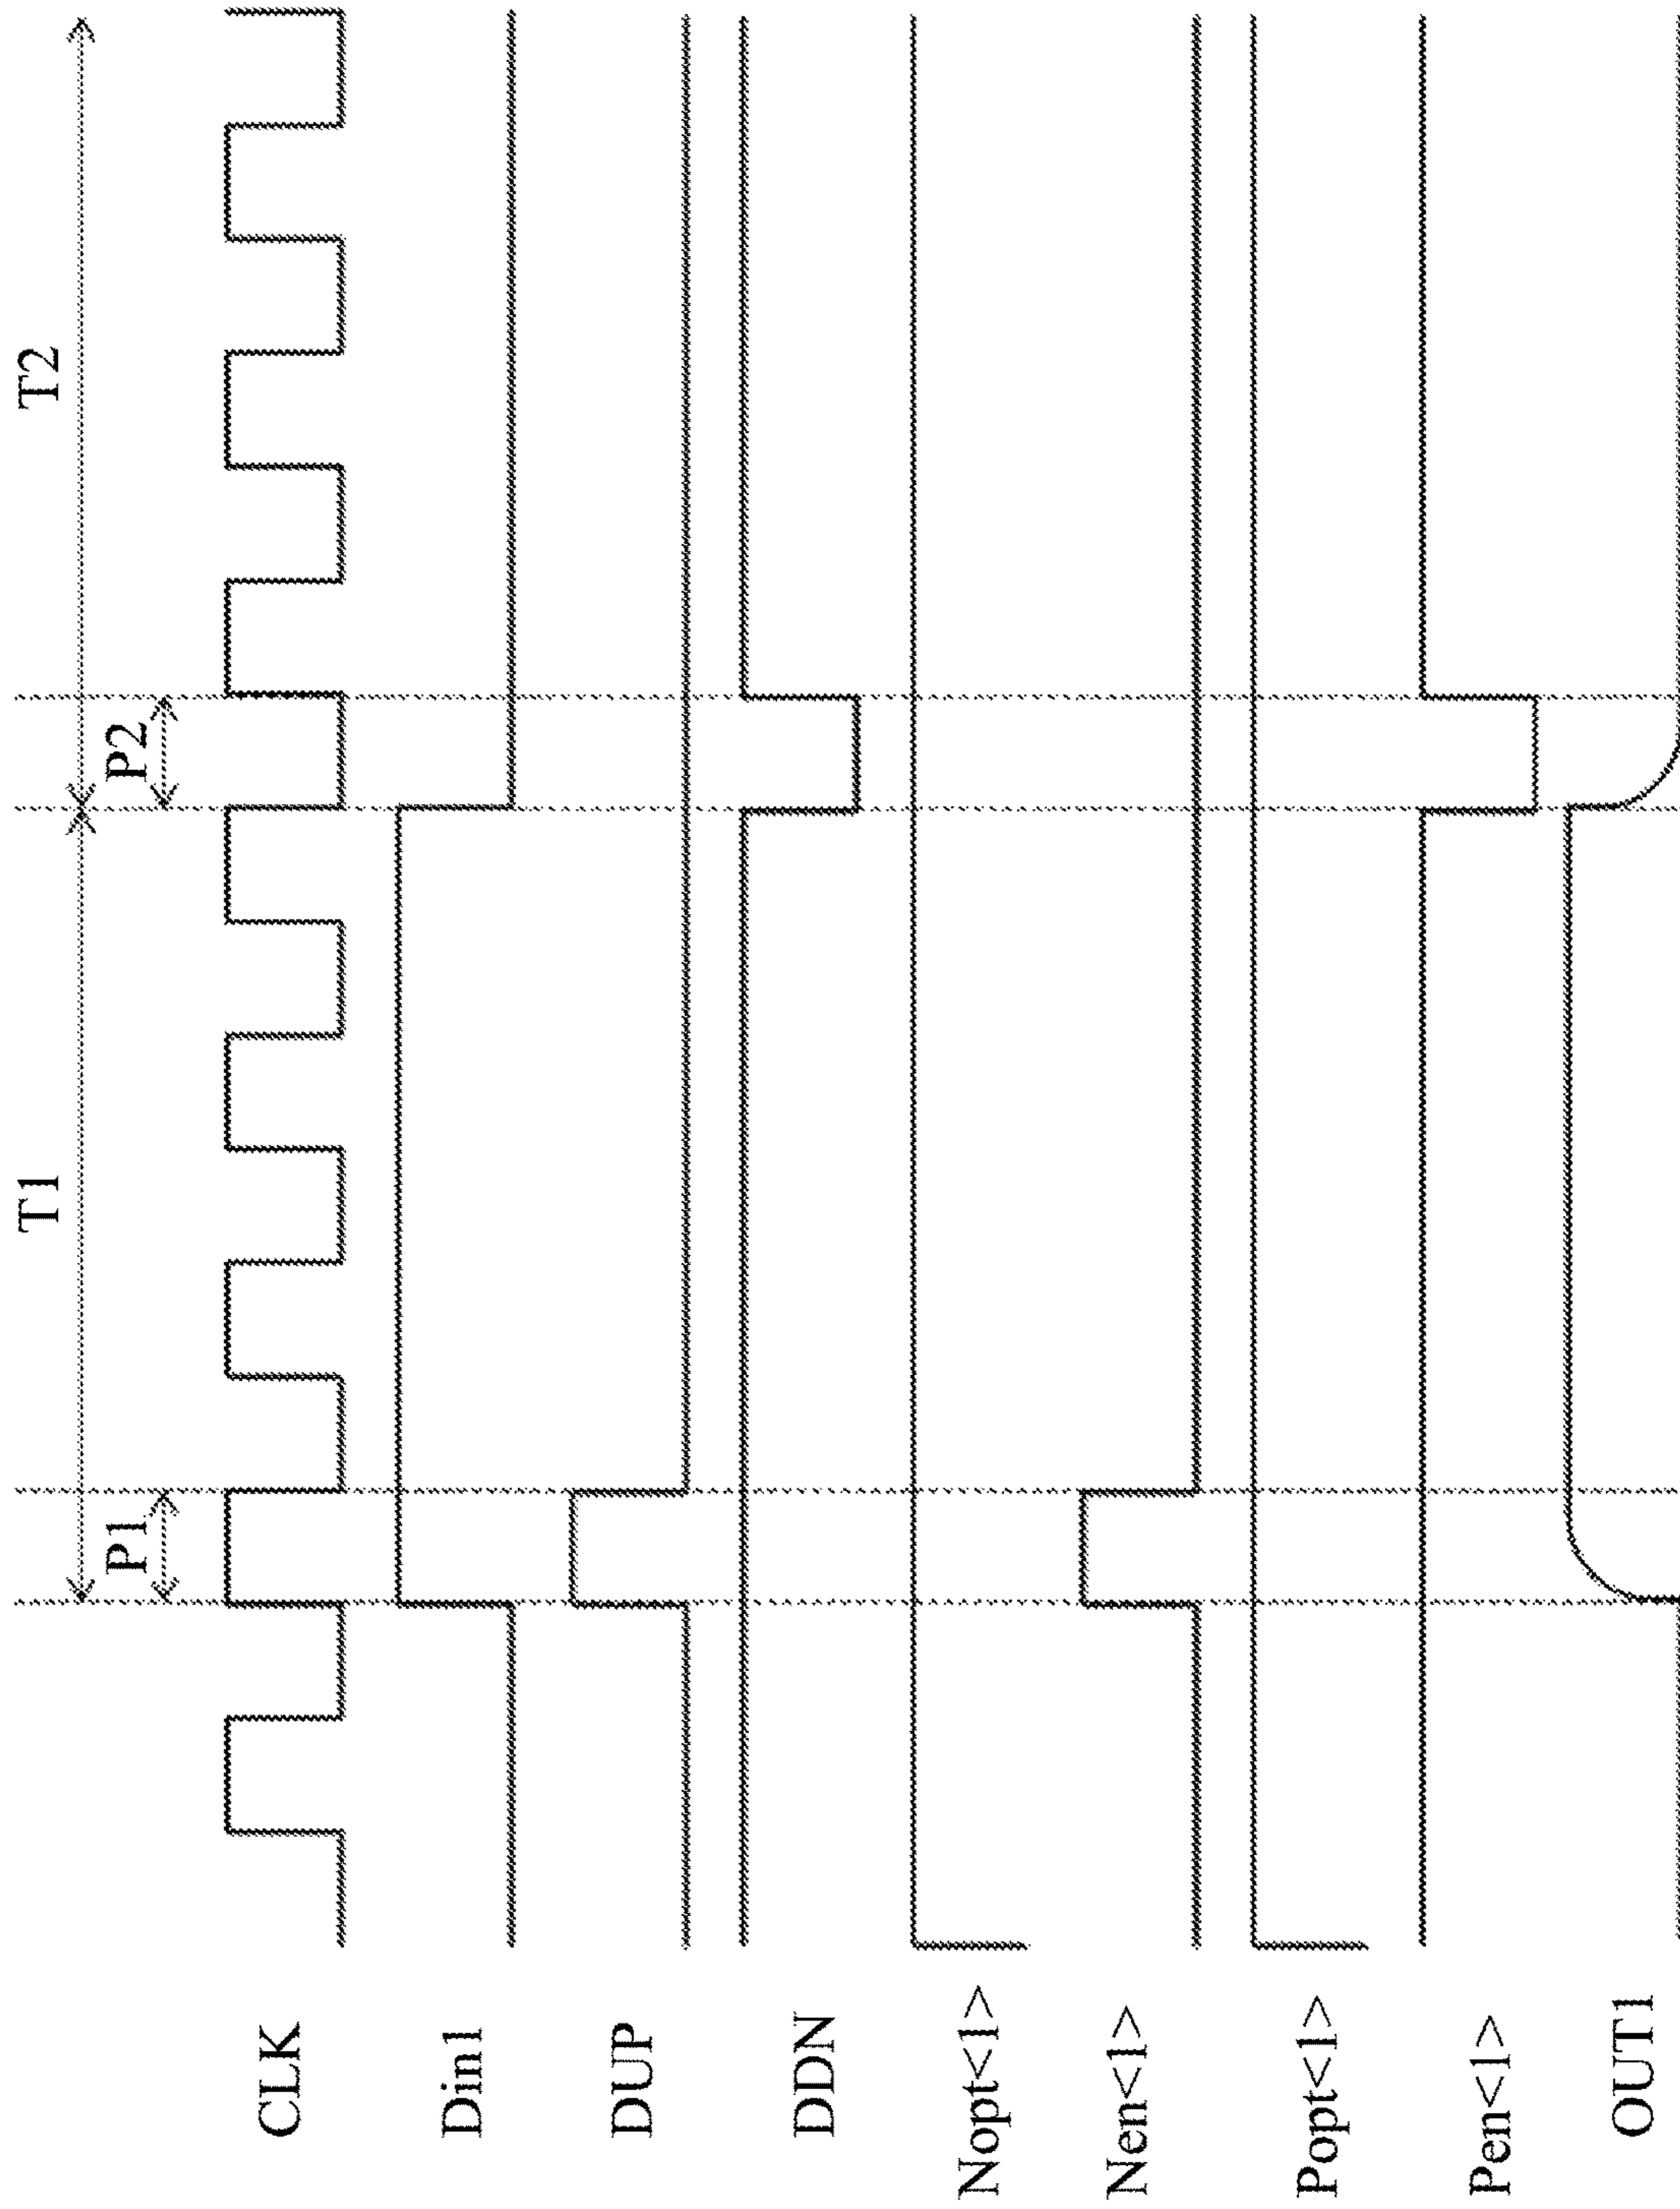 T1
T2
P1
P2
CLK
Din1
DUP
DDN
Nopt<1>
Nen<1>
Popt<1>
Pen<1>
OUT1